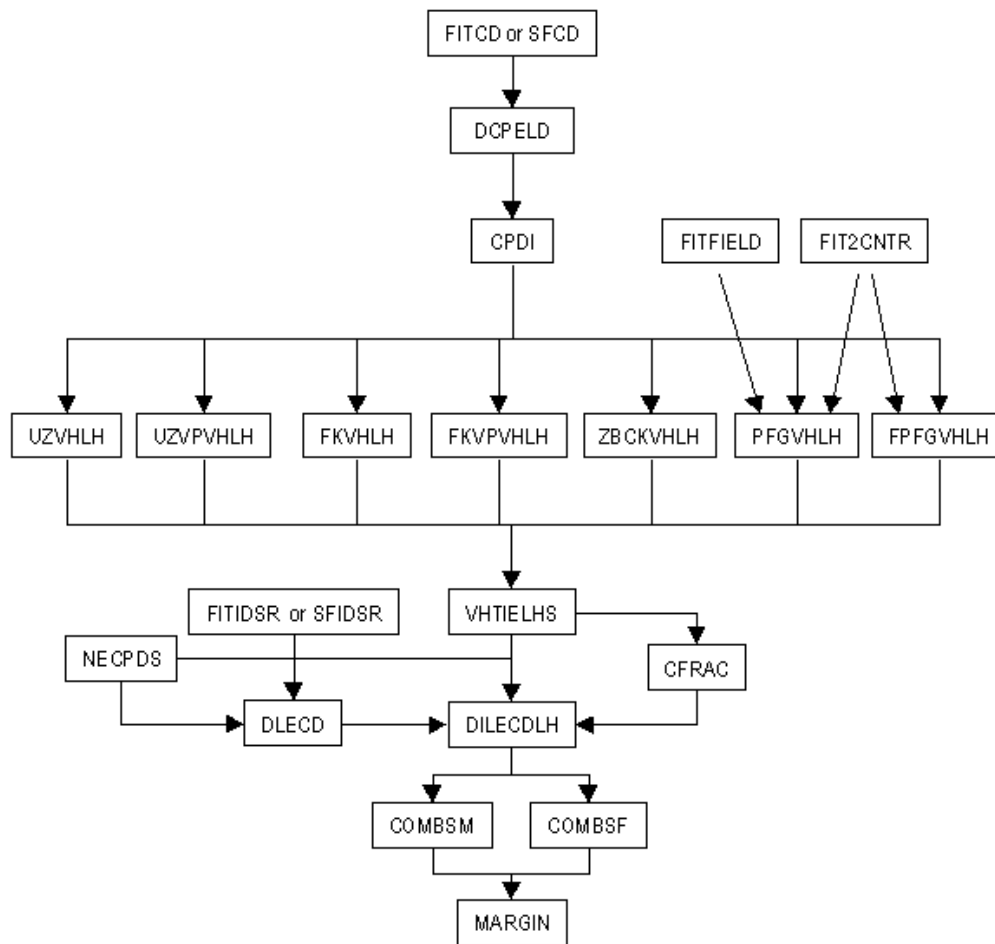 FITCD or SFCD
DCPELD
CPDI
FITFIELD
FIT2CNTR
UZVHLH
UZVPVHLH
FKVHLH
FKVPVHLH
ZBCKVHLH
PFGVHLH
FPFGVHLH
FITIDSR or SFIDSR
VHTIELHS
NECPDS
CFRAC
DLECD
DILECDLH
COMBSM
COMBSF
MARGIN